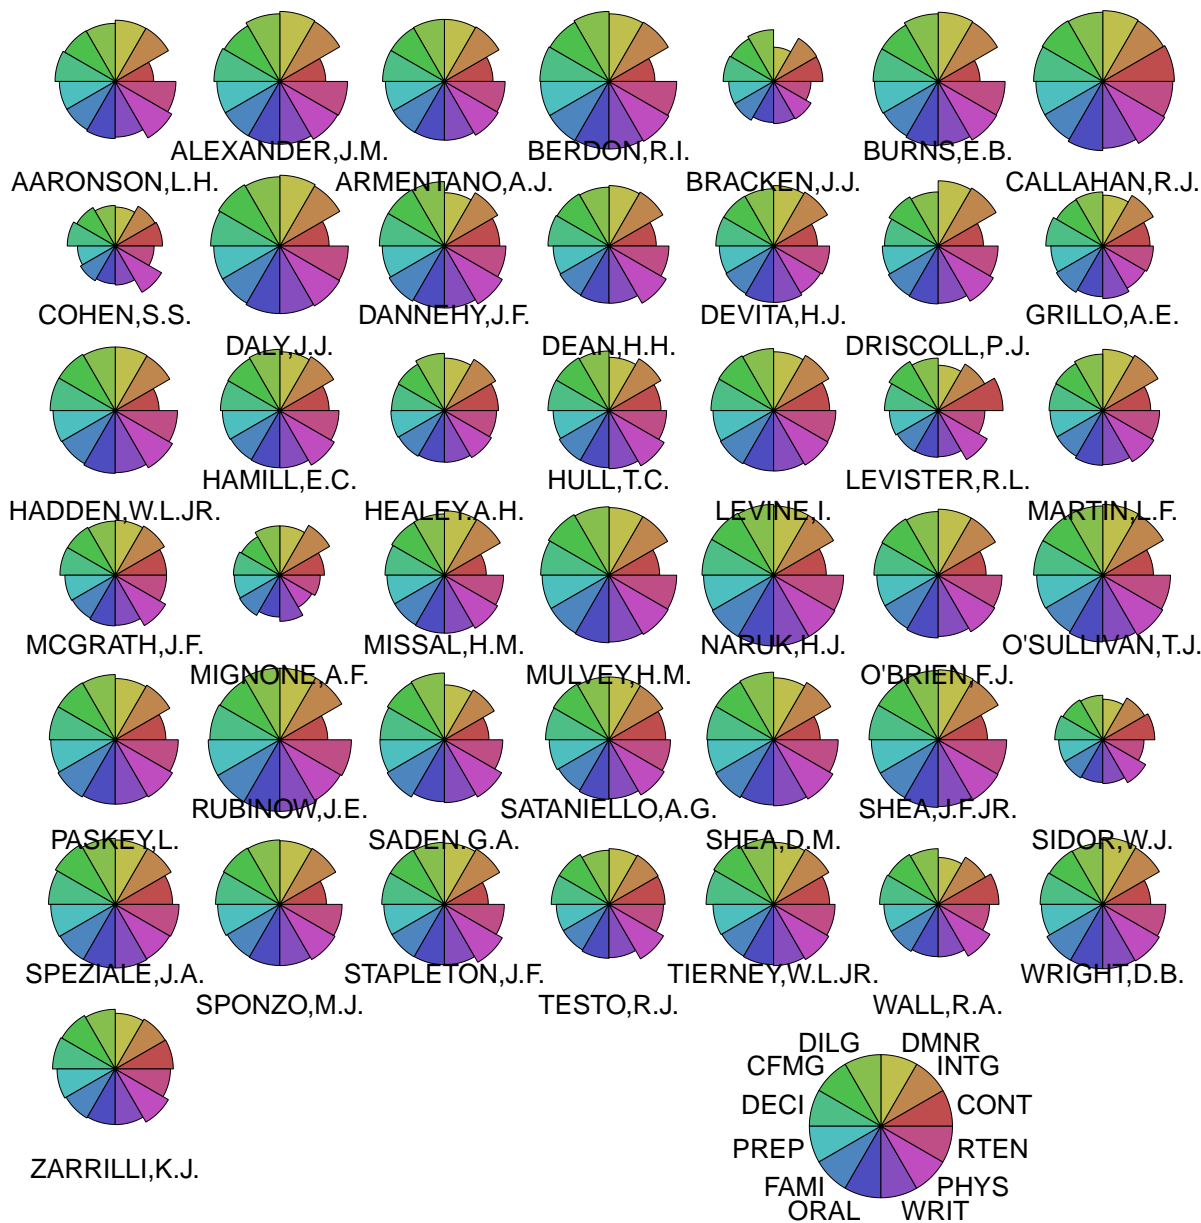 ALEXANDER,J.M. BERDON,R.I. BURNS,E.B.
AARONSON,L.H. ARMENTANO,A.J. BRACKEN,J.J. CALLAHAN,R.J.
COHEN,S.S. DANNEHY,J.F. DEVITA,H.J. GRILLO,A.E.
DALY,J.J. DEAN,H.H. DRISCOLL,P.J.
HAMILL,E.C. HULL,T.C. LEVISTER,R.L.
HADDEN,W.L.JR. HEALEY.A.H. LEVINE,I. MARTIN,L.F.
MCGRATH,J.F. MISSAL,H.M. NARUK,H.J. O'SULLIVAN,T.J.
MIGNONE,A.F. MULVEY,H.M. O'BRIEN,F.J.
RUBINOW,J.E. SATANIELLO,A.G. SHEA,J.F.JR.
PASKEY,L. SADEN.G.A. SHEA,D.M. SIDOR,W.J.
SPEZIALE,J.A. STAPLETON,J.F. TIERNEY,W.L.JR. WRIGHT,D.B.
SPONZO,M.J. TESTO,R.J. WALL,R.A.
DILG DMNR
CFMG INTG
DECI CONT
PREP RTEN
ZARRILLI,K.J.
FAMI PHYS
ORAL WRIT